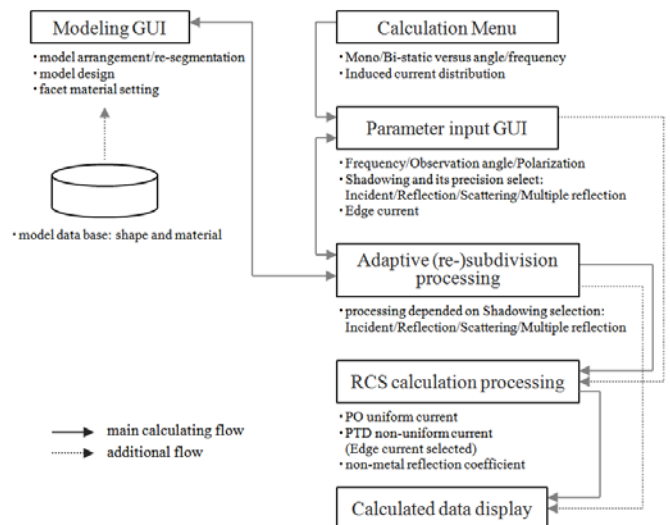 Modeling GUI
• model arrangement/re-segmentation
• model design
• facet material setting
• model data base: shape and material
Calculation Menu
• Mono/Bi-static versus angle/frequency
• Induced current distribution
Parameter input GUI
• Frequency/Observation angle/Polarization
• Shadowing and its precision select:
Incident/Reflection/Scattering/Multiple reflection
• Edge current
Adaptive (re-)subdivision
processing
• processing depended on Shadowing selection:
Incident/Reflection/Scattering/Multiple reflection
RCS calculation processing
• PO uniform current
• PTD non-uniform current
(Edge current selected)
• non-metal reflection coefficient
Calculated data display
main calculating flow
additional flow